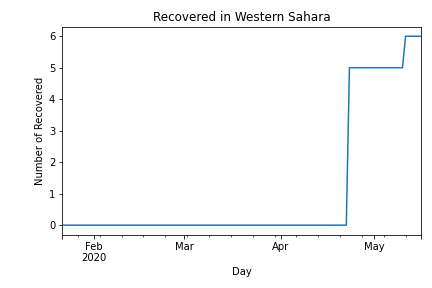 Recovered in Western Sahara
6
5
4
3
2
1
0
Number of Recovered
Feb
2020
Mar
Apr
May
Day